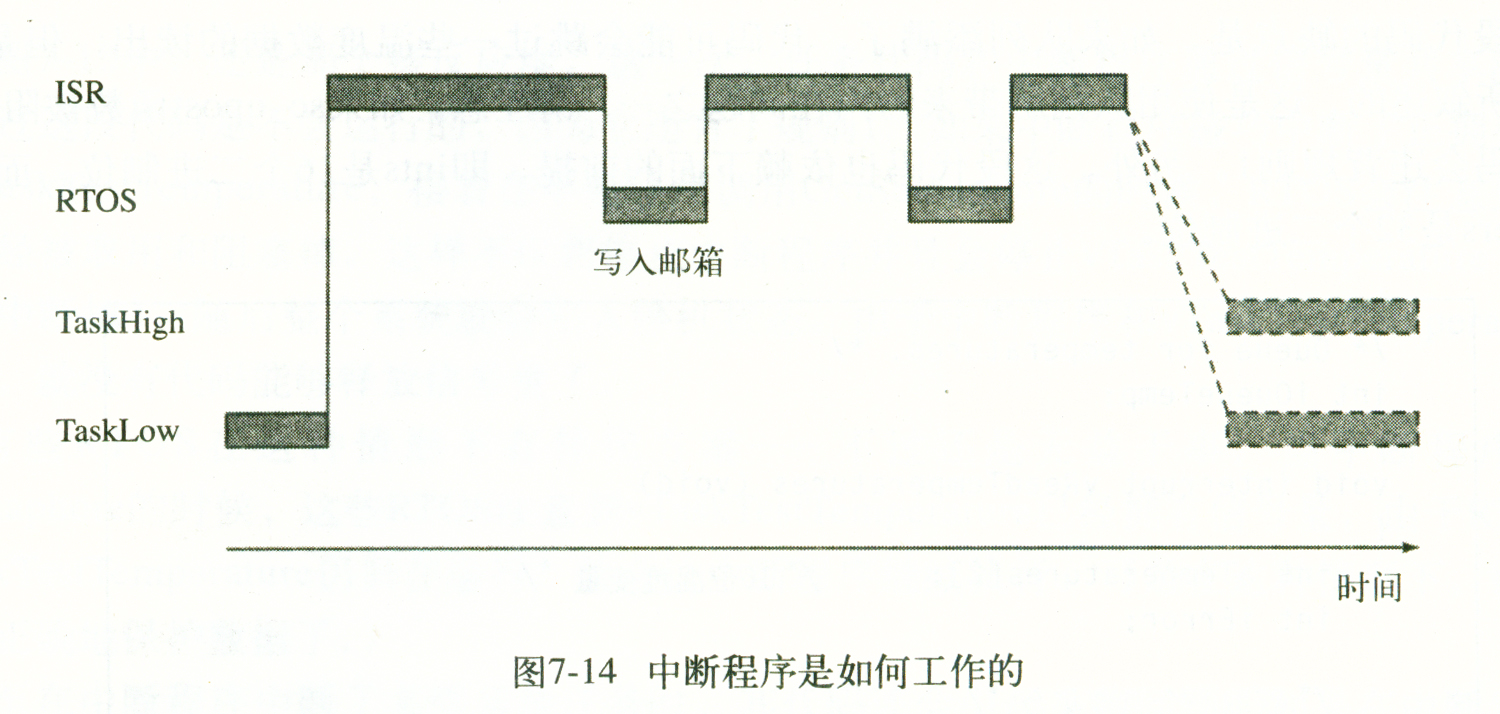 ISR
RTOS
写入邮箱
TaskHigh
TaskLow
时间
图7-14 中断程序是如何工作的